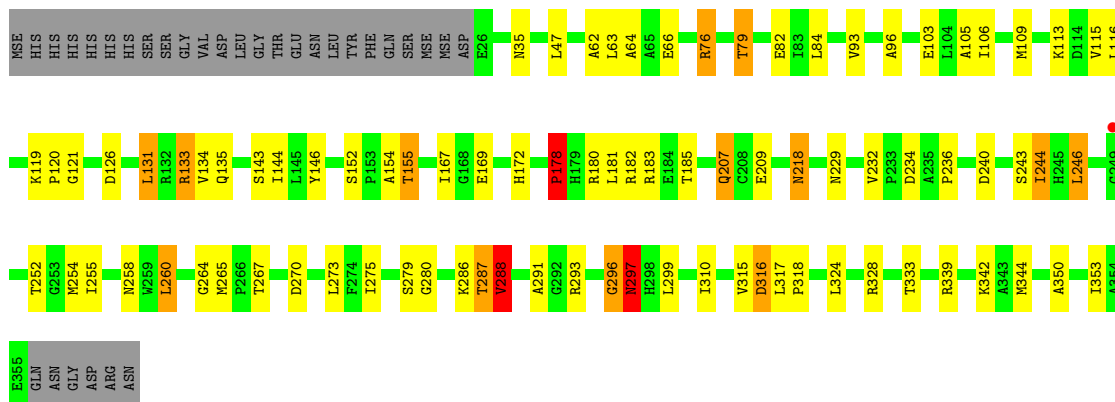 MSE HIS HIS HIS HIS HIS HIS SER SER GLY VAL ASP LEU GLY THR GLU ASN LEU TYR PHE GLN SER MSE MSE ASP E26 N35 L47 A62 L63 A64 A65 E66 R76 T79 E82 I83 L84 V93 A96 E103 L104 A105 I106 M109 K113 D114 V115 L116
K119 P120 G121 D126 L131 R132 R133 V134 Q135 S143 I144 L145 Y146 S152 P153 A154 T155 I167 G168 E169 H172 P178 H179 R180 L181 R182 R183 E184 T185 Q207 C208 E209 N218 N229 V232 P233 D234 A235 P236 D240 S243 I244 H245 L246 G249
T252 G253 M254 I255 N258 W259 L260 G264 M265 P266 T267 D270 L273 F274 I275 S279 G280 K286 T287 V288 A291 G292 R293 G296 N297 H298 L299 I310 V315 D316 L317 P318 L324 R328 T333 R339 K342 A343 M344 A350 I353 A354
E355 GLN ASN GLY ASP ARG ASN